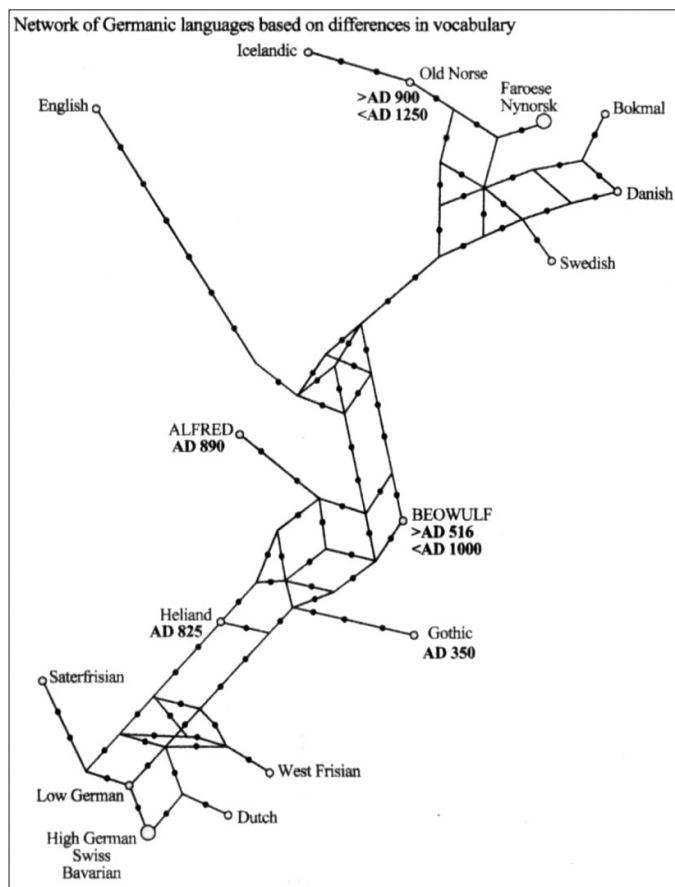 Network of Germanic languages based on differences in vocabulary
Icelandic
Old Norse
>AD 900
<AD 1250
Faroese
Nynorsk
Bokmal
English
Danish
Swedish
ALFRED
AD 890
BEOWULF
>AD 516
<AD 1000
Heliand
AD 825
Gothic
AD 350
Saterfrisian
West Frisian
Low German
Dutch
High German
Swiss
Bavarian